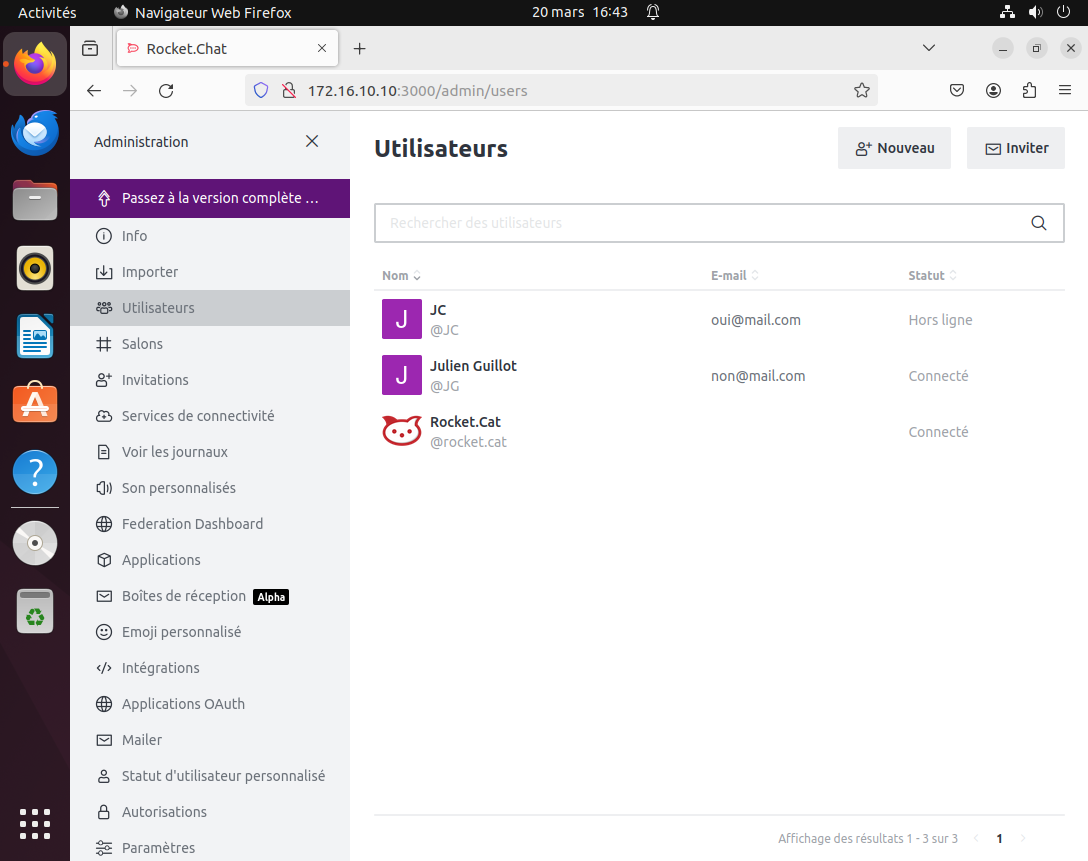 Activités
Navigateur Web Firefox
20 mars 16:43
Rocket.Chat
172.16.10.10:3000/admin/users
Administration
Passez à la version complète ...
Info
Importer
Utilisateurs
Salons
Invitations
Services de connectivité
Voir les journaux
Son personnalisés
Federation Dashboard
Applications
Boîtes de réception Alpha
Emoji personnalisé
Intégrations
Applications OAuth
Mailer
Statut d'utilisateur personnalisé
Autorisations
Paramètres
Utilisateurs
Nouveau
Inviter
Rechercher des utilisateurs
Nom E-mail Statut
J
JC
@JC
oui@mail.com
Hors ligne
J
Julien Guillot
@JG
non@mail.com
Connecté
Rocket.Cat
@rocket.cat
Connecté
Affichage des résultats 1 - 3 sur 3
1